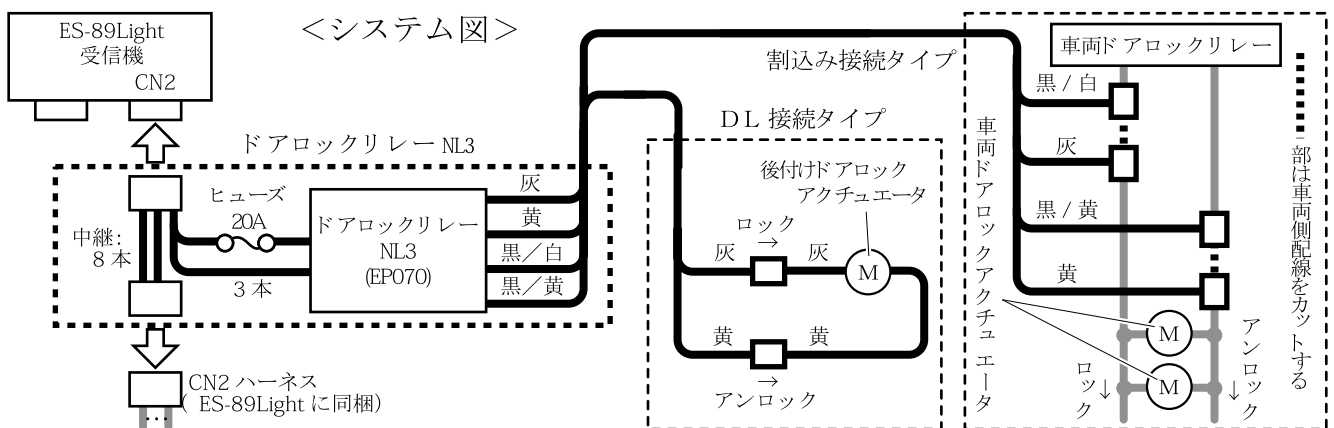 <システム図>
ES-89Light
受信機
CN2
ドアロックリレー NL3
中継:
8本
ヒューズ
20A
3本
ドアロックリレー
NL3
(EP070)
灰
黄
黒／白
黒／黄
CN2 ハーネス
( ES-89Light に同梱)
...
割込み接続タイプ
DL 接続タイプ
後付けドアロック
アクチュエータ
ロック
→
灰
灰
M
黄
黄
→
アンロック
車両ドアロックリレー
黒 / 白
灰
黒 / 黄
黄
車両ドアロックアクチュエータ
M
M
ロック→
アンロック→
部は車両側配線をカットする